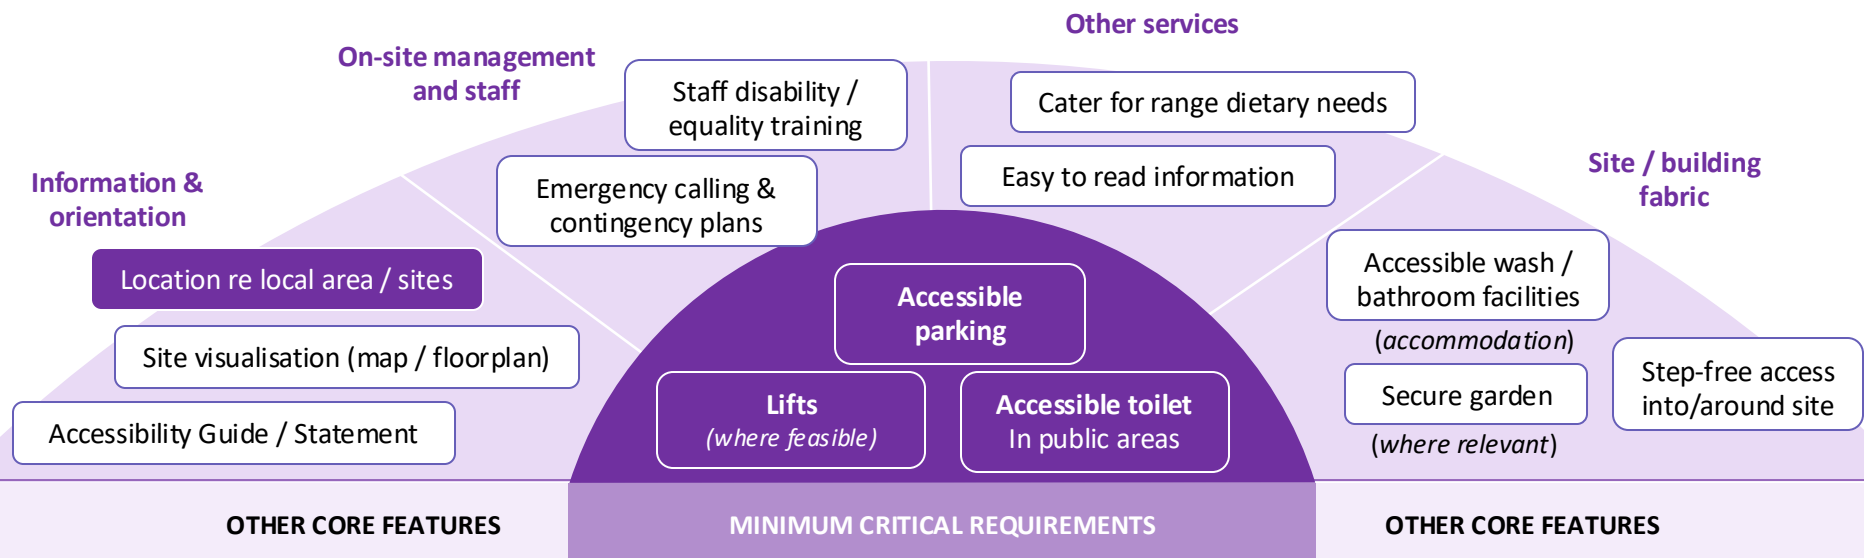 Other services
On-site management
and staff
Staff disability /
equality training
Cater for range dietary needs
Emergency calling &
contingency plans
Easy to read information
Information &
orientation
Site / building
fabric
Location re local area / sites
Site visualisation (map / floorplan)
Accessibility Guide / Statement
Accessible
parking
Lifts
(where feasible)
Accessible toilet
In public areas
Accessible wash /
bathroom facilities
(accommodation)
Secure garden
(where relevant)
Step-free access
into/around site
OTHER CORE FEATURES
MINIMUM CRITICAL REQUIREMENTS
OTHER CORE FEATURES